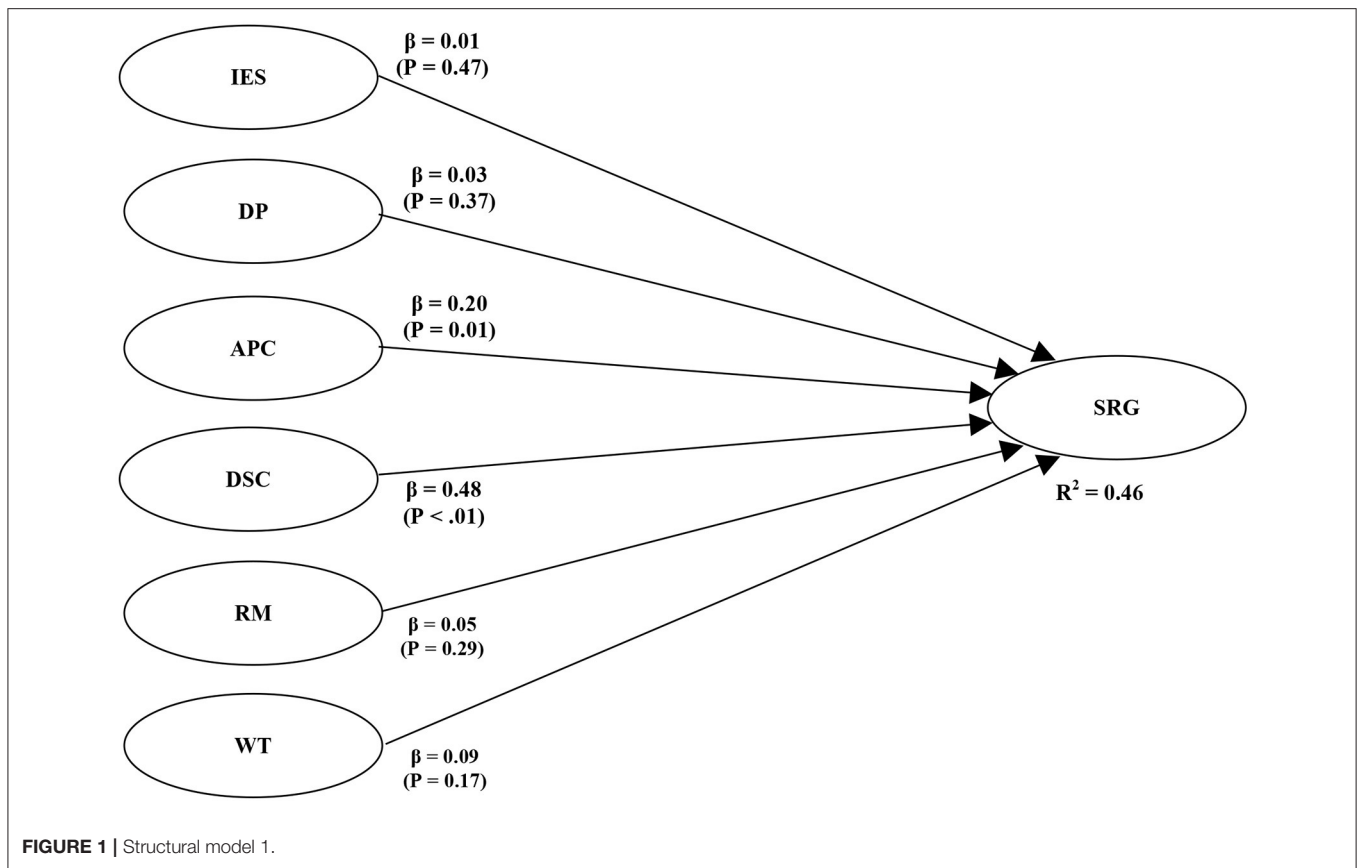 IES
β = 0.01
(P = 0.47)
DP
β = 0.03
(P = 0.37)
APC
β = 0.20
(P = 0.01)
DSC
β = 0.48
(P < .01)
RM
β = 0.05
(P = 0.29)
WT
β = 0.09
(P = 0.17)
SRG
R² = 0.46
FIGURE 1 | Structural model 1.